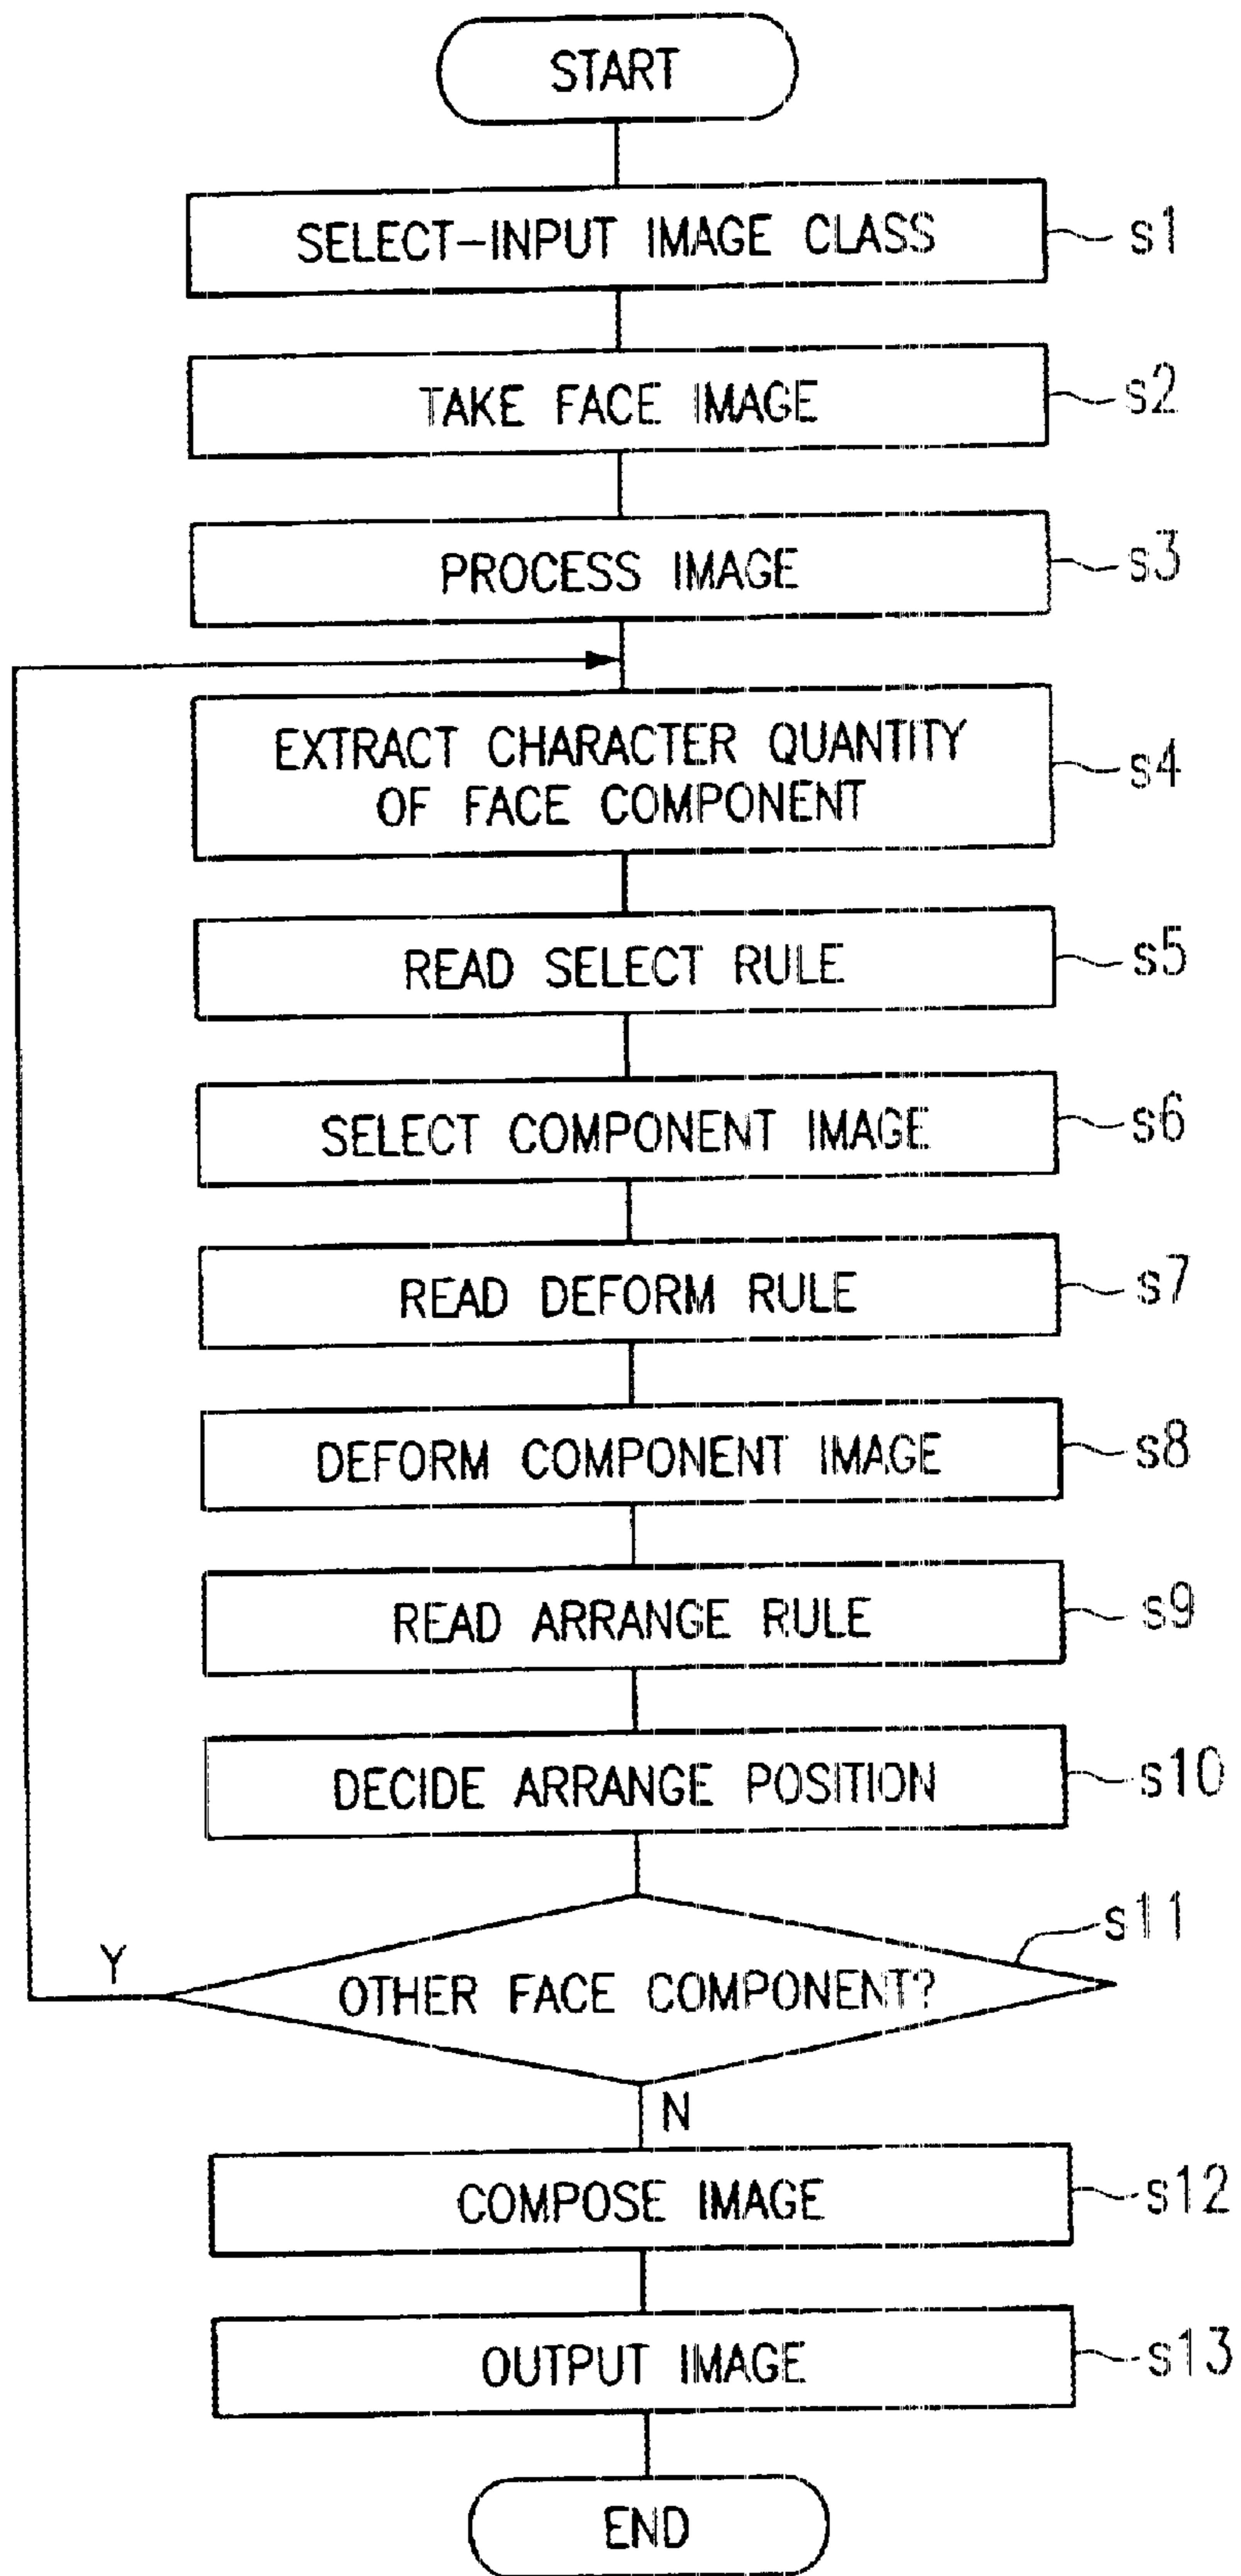 START
SELECT-INPUT IMAGE CLASS s1
TAKE FACE IMAGE s2
PROCESS IMAGE s3
EXTRACT CHARACTER QUANTITY
OF FACE COMPONENT s4
READ SELECT RULE s5
SELECT COMPONENT IMAGE s6
READ DEFORM RULE s7
DEFORM COMPONENT IMAGE s8
READ ARRANGE RULE s9
DECIDE ARRANGE POSITION s10
s11
Y
OTHER FACE COMPONENT?
N
COMPOSE IMAGE s12
OUTPUT IMAGE s13
END